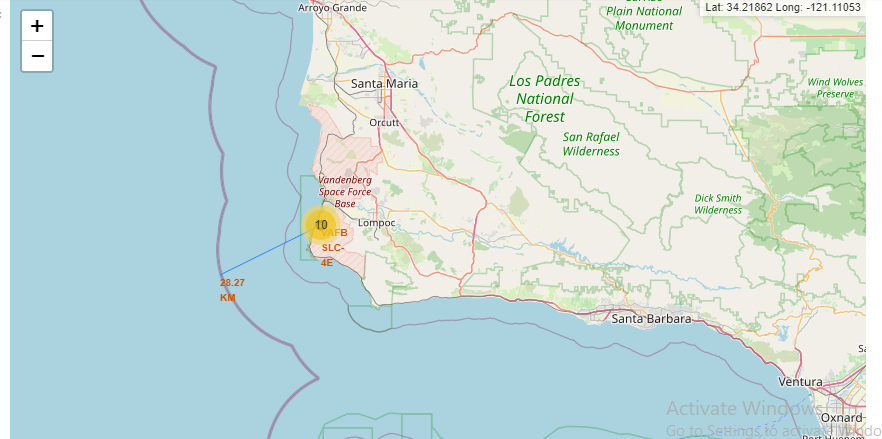 Arroyo Grande
Plain National
Monument
Lat: 34.21862 Long: -121.11053
+
−
Santa Maria
Los Padres
National
Forest
Wind Wolves
Preserve
Orcutt
San Rafael
Wilderness
Vandenberg
Space Force
Base
Dick Smith
Wilderness
10
Lompoc
AFB
SLC-
4E
28.27
KM
Santa Barbara
Ventura
Activate Windows
Oxnard
Go to Settings to activate Windo